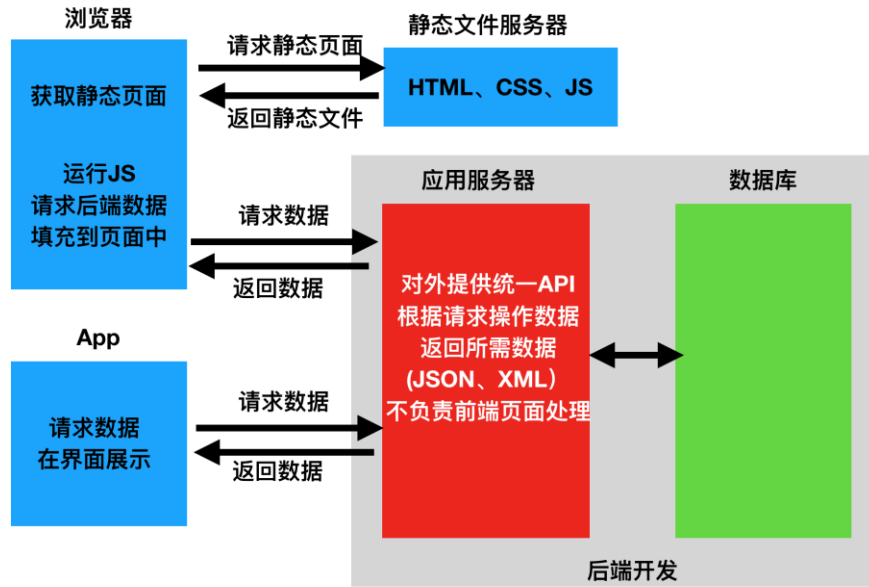 浏览器
静态文件服务器
请求静态页面
获取静态页面
HTML、CSS、JS
返回静态文件
运行JS
请求后端数据
填充到页面中
应用服务器
数据库
请求数据
返回数据
对外提供统一API
根据请求操作数据
返回所需数据
(JSON、XML）
不负责前端页面处理
App
请求数据
在界面展示
请求数据
返回数据
后端开发